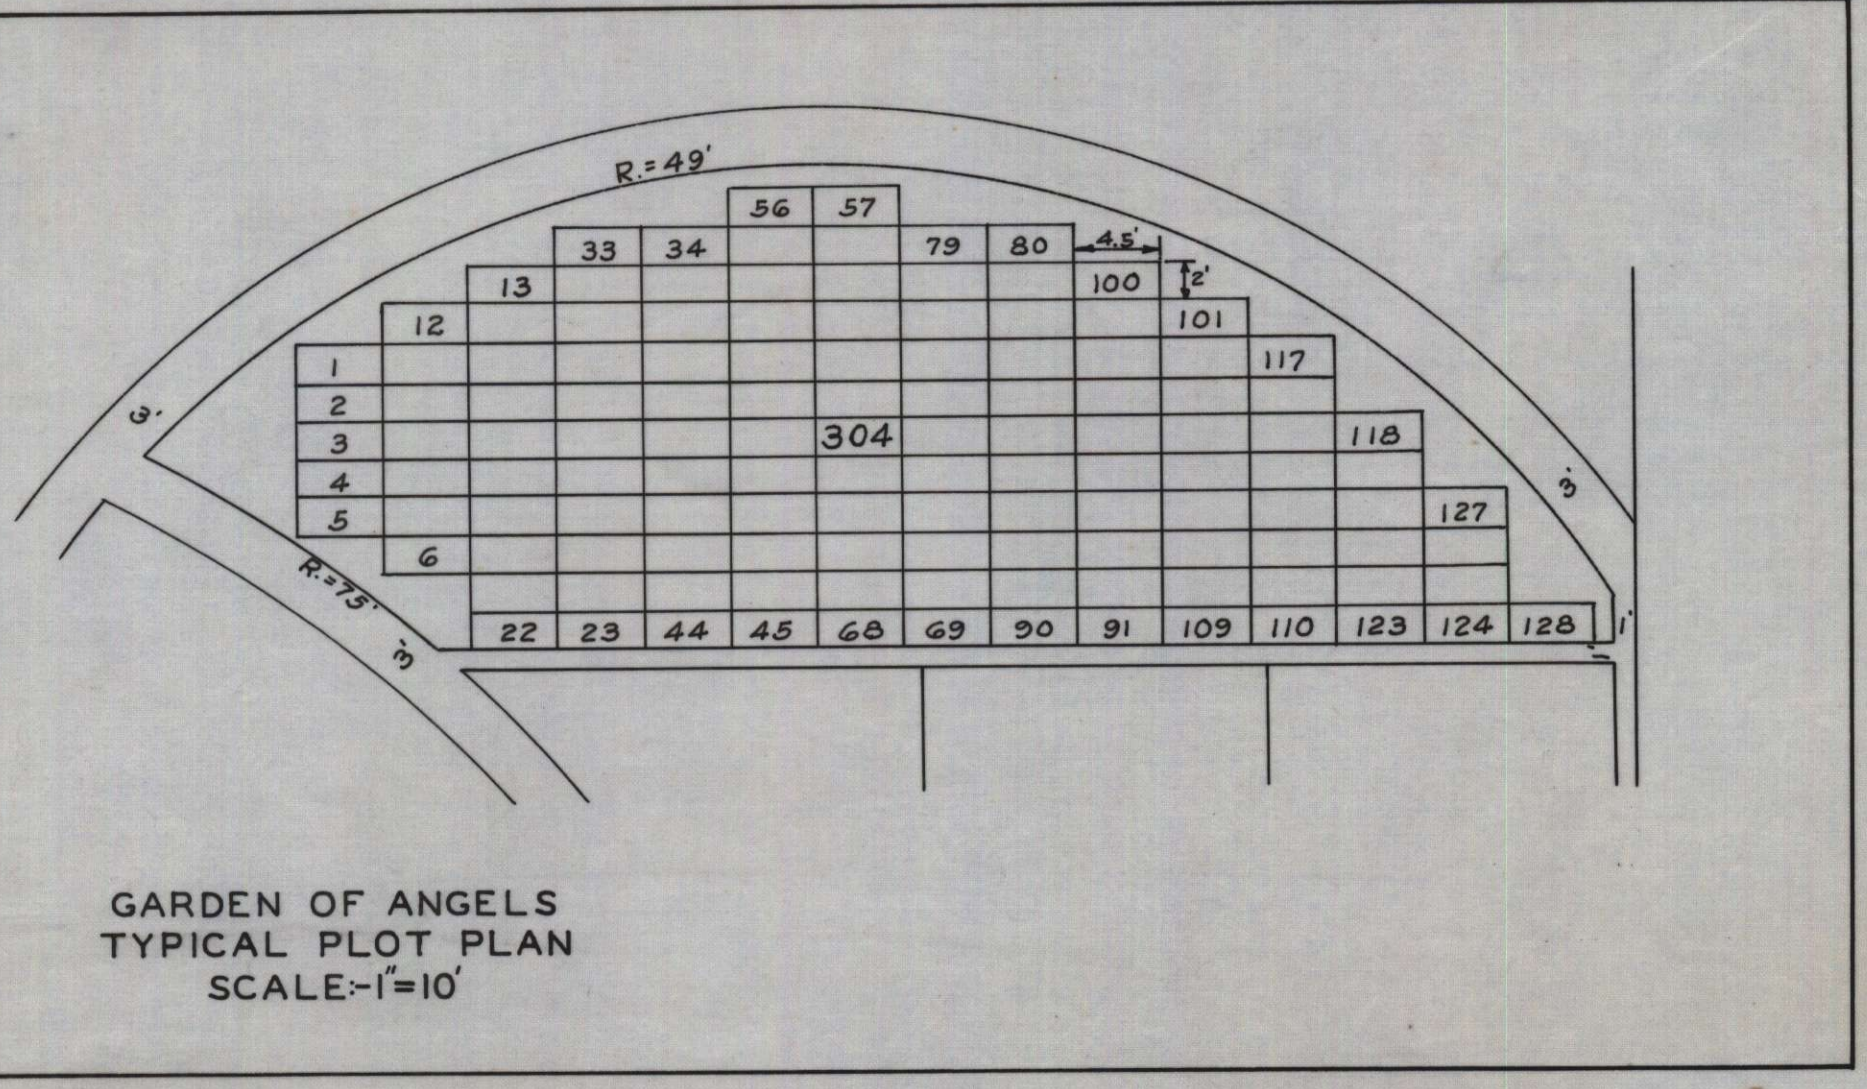 R.=49'
56 57
33 34 79 80 4.5'
13 100 2'
12 101
1 117
3'
2
3 304 118
4 3'
5 127
6
R.=75'
3'
22 23 44 45 68 69 90 91 109 110 123 124 128 1'
1'
GARDEN OF ANGELS
TYPICAL PLOT PLAN
SCALE:-1"=10'